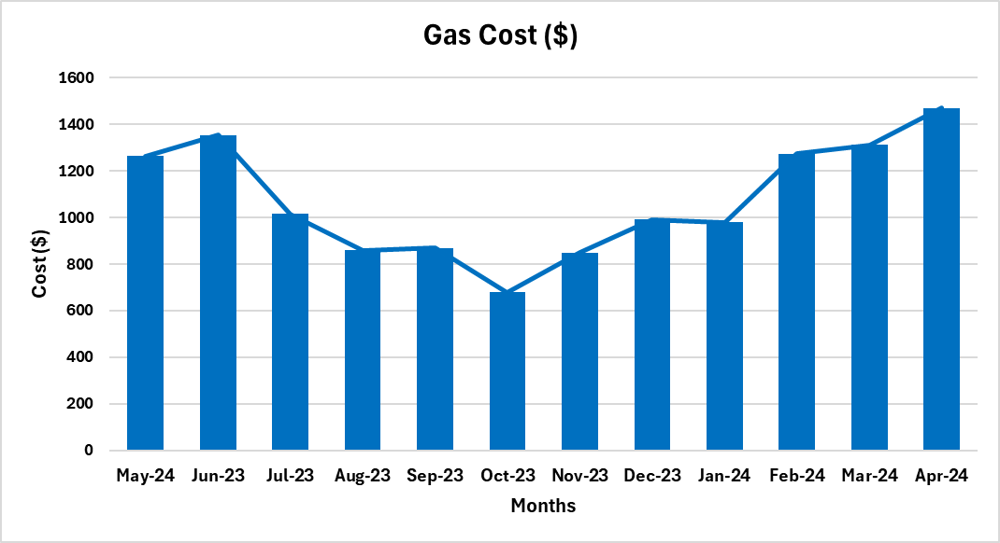 Gas Cost ($)
1600
1400
1200
1000
800
600
400
200
0
Cost ($)
May-24 Jun-23 Jul-23 Aug-23 Sep-23 Oct-23 Nov-23 Dec-23 Jan-24 Feb-24 Mar-24 Apr-24
Months